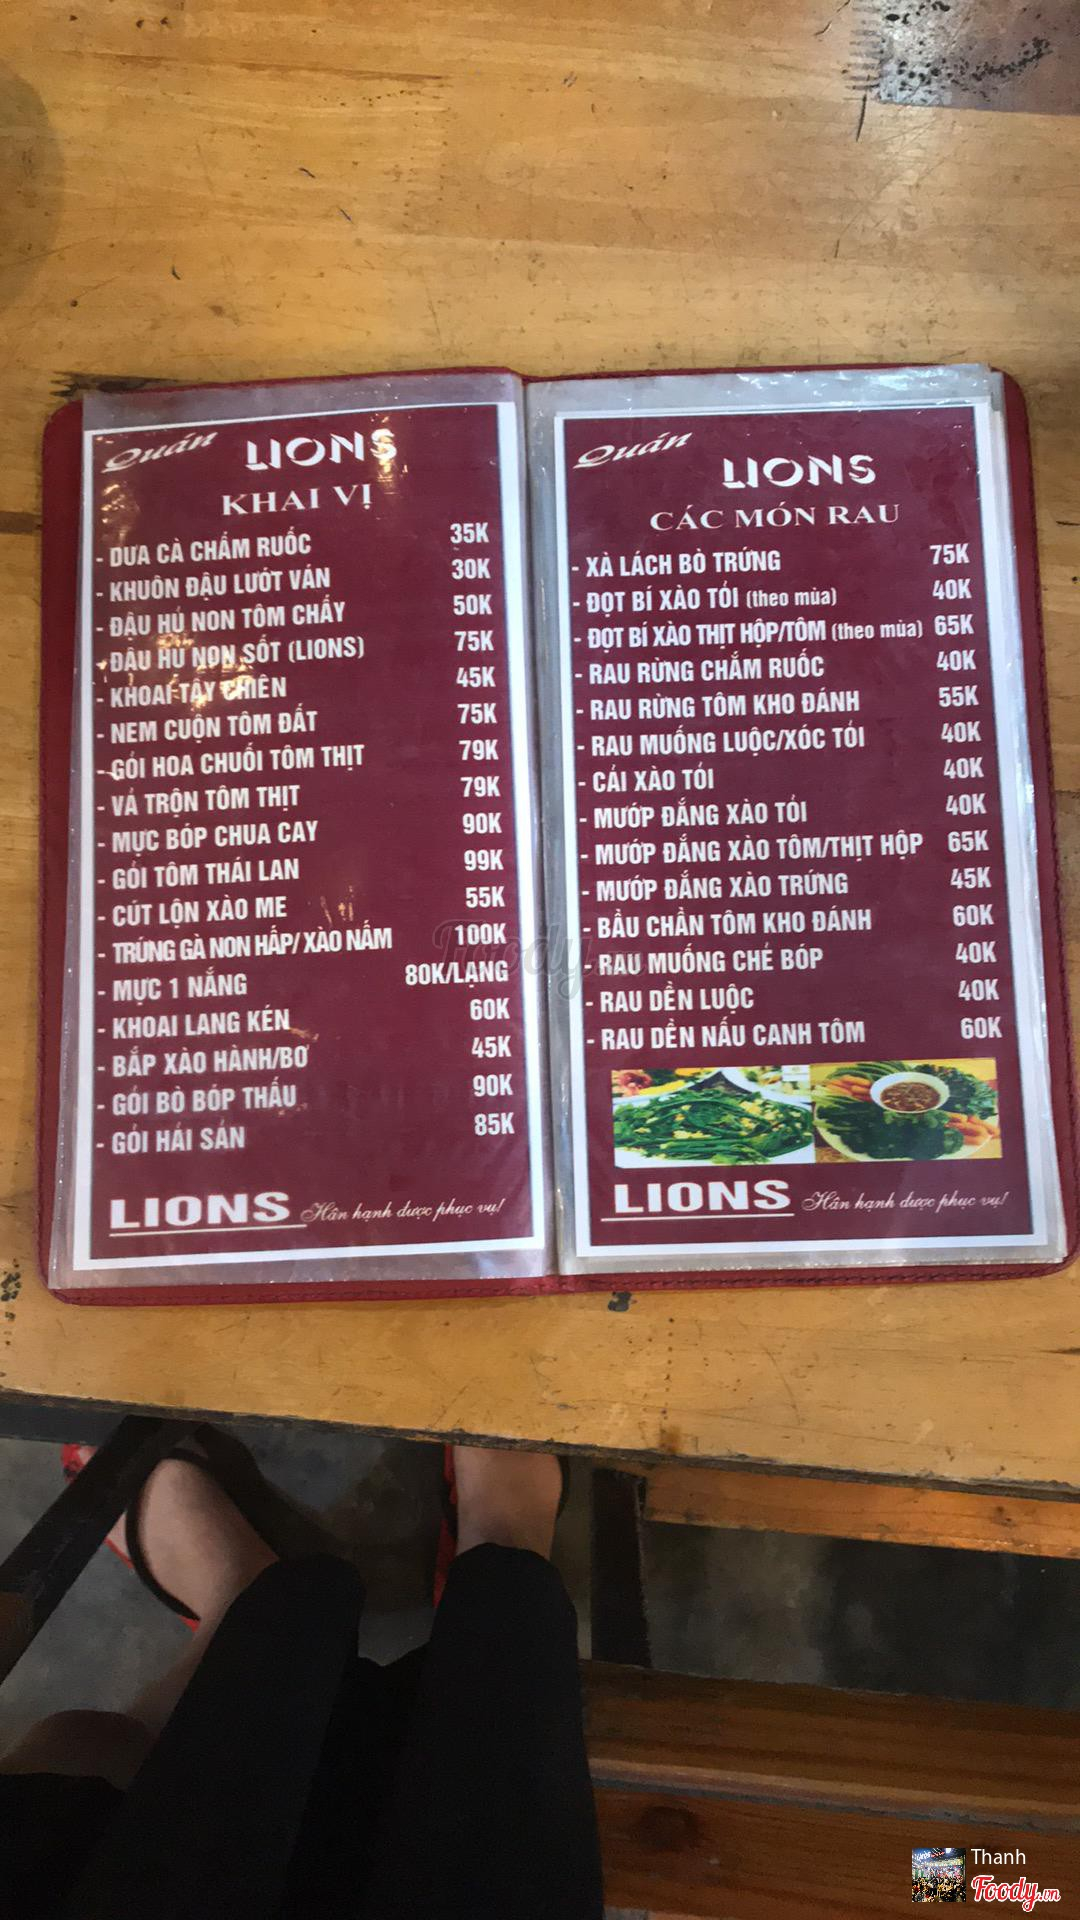 Quán LIONS
KHAI VỊ
- DƯA CÀ CHẤM RUỐC 35K
- KHUÔN ĐẬU LƯỚT VÁN 30K
- ĐẬU HỦ NON TÔM CHẤY 50K
- ĐẬU HỦ NON SỐT (LIONS) 75K
- KHOAI TÂY CHIÊN 45K
- NEM CUỘN TÔM ĐẤT 75K
- GỎI HOA CHUỐI TÔM THỊT 79K
- VẢ TRỘN TÔM THỊT 79K
- MỰC BÓP CHUA CAY 90K
- GỎI TÔM THÁI LAN 99K
- CÚT LỘN XÀO ME 55K
- TRỨNG GÀ NON HẤP/ XÀO NẤM 100K
- MỰC 1 NẮNG 80K/LẠNG
- KHOAI LANG KÉN 60K
- BẮP XÀO HÀNH/BƠ 45K
- GỎI BÒ BÓP THẤU 90K
- GỎI HẢI SẢN 85K
LIONS Hân hạnh được phục vụ!
Quán LIONS
CÁC MÓN RAU
- XÀ LÁCH BÒ TRỨNG 75K
- ĐỌT BÍ XÀO TỎI (theo mùa) 40K
- ĐỌT BÍ XÀO THỊT HỘP/TÔM (theo mùa) 65K
- RAU RỪNG CHẤM RUỐC 40K
- RAU RỪNG TÔM KHO ĐÁNH 55K
- RAU MUỐNG LUỘC/XÓC TỎI 40K
- CẢI XÀO TỎI 40K
- MƯỚP ĐẮNG XÀO TỎI 40K
- MƯỚP ĐẮNG XÀO TÔM/THỊT HỘP 65K
- MƯỚP ĐẮNG XÀO TRỨNG 45K
- BẦU CHẦN TÔM KHO ĐÁNH 60K
- RAU MUỐNG CHẺ BÓP 40K
- RAU DỀN LUỘC 40K
- RAU DỀN NẤU CANH TÔM 60K
LIONS Hân hạnh được phục vụ!
Foody.vn
Thanh
Foody.vn